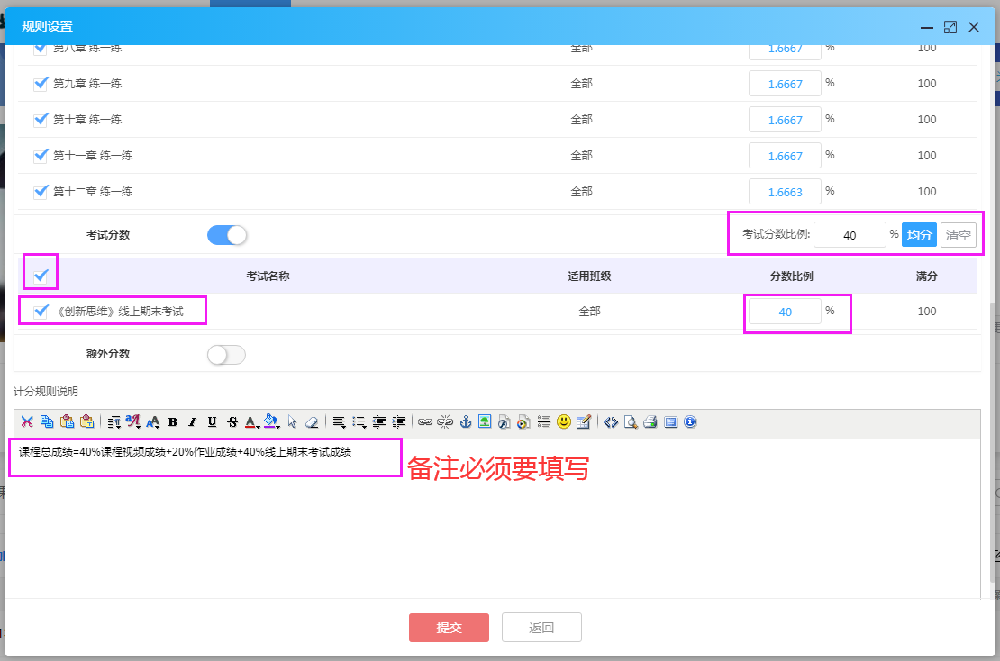 规则设置
第八章 练一练 全部 1.6667 % 100
第九章 练一练 全部 1.6667 % 100
第十章 练一练 全部 1.6667 % 100
第十一章 练一练 全部 1.6667 % 100
第十二章 练一练 全部 1.6663 % 100
考试分数 考试分数比例: 40 % 均分 清空
考试名称 适用班级 分数比例 满分
《创新思维》线上期末考试 全部 40 % 100
额外分数
计分规则说明
课程总成绩=40%课程视频成绩+20%作业成绩+40%线上期末考试成绩
备注必须要填写
提交 返回